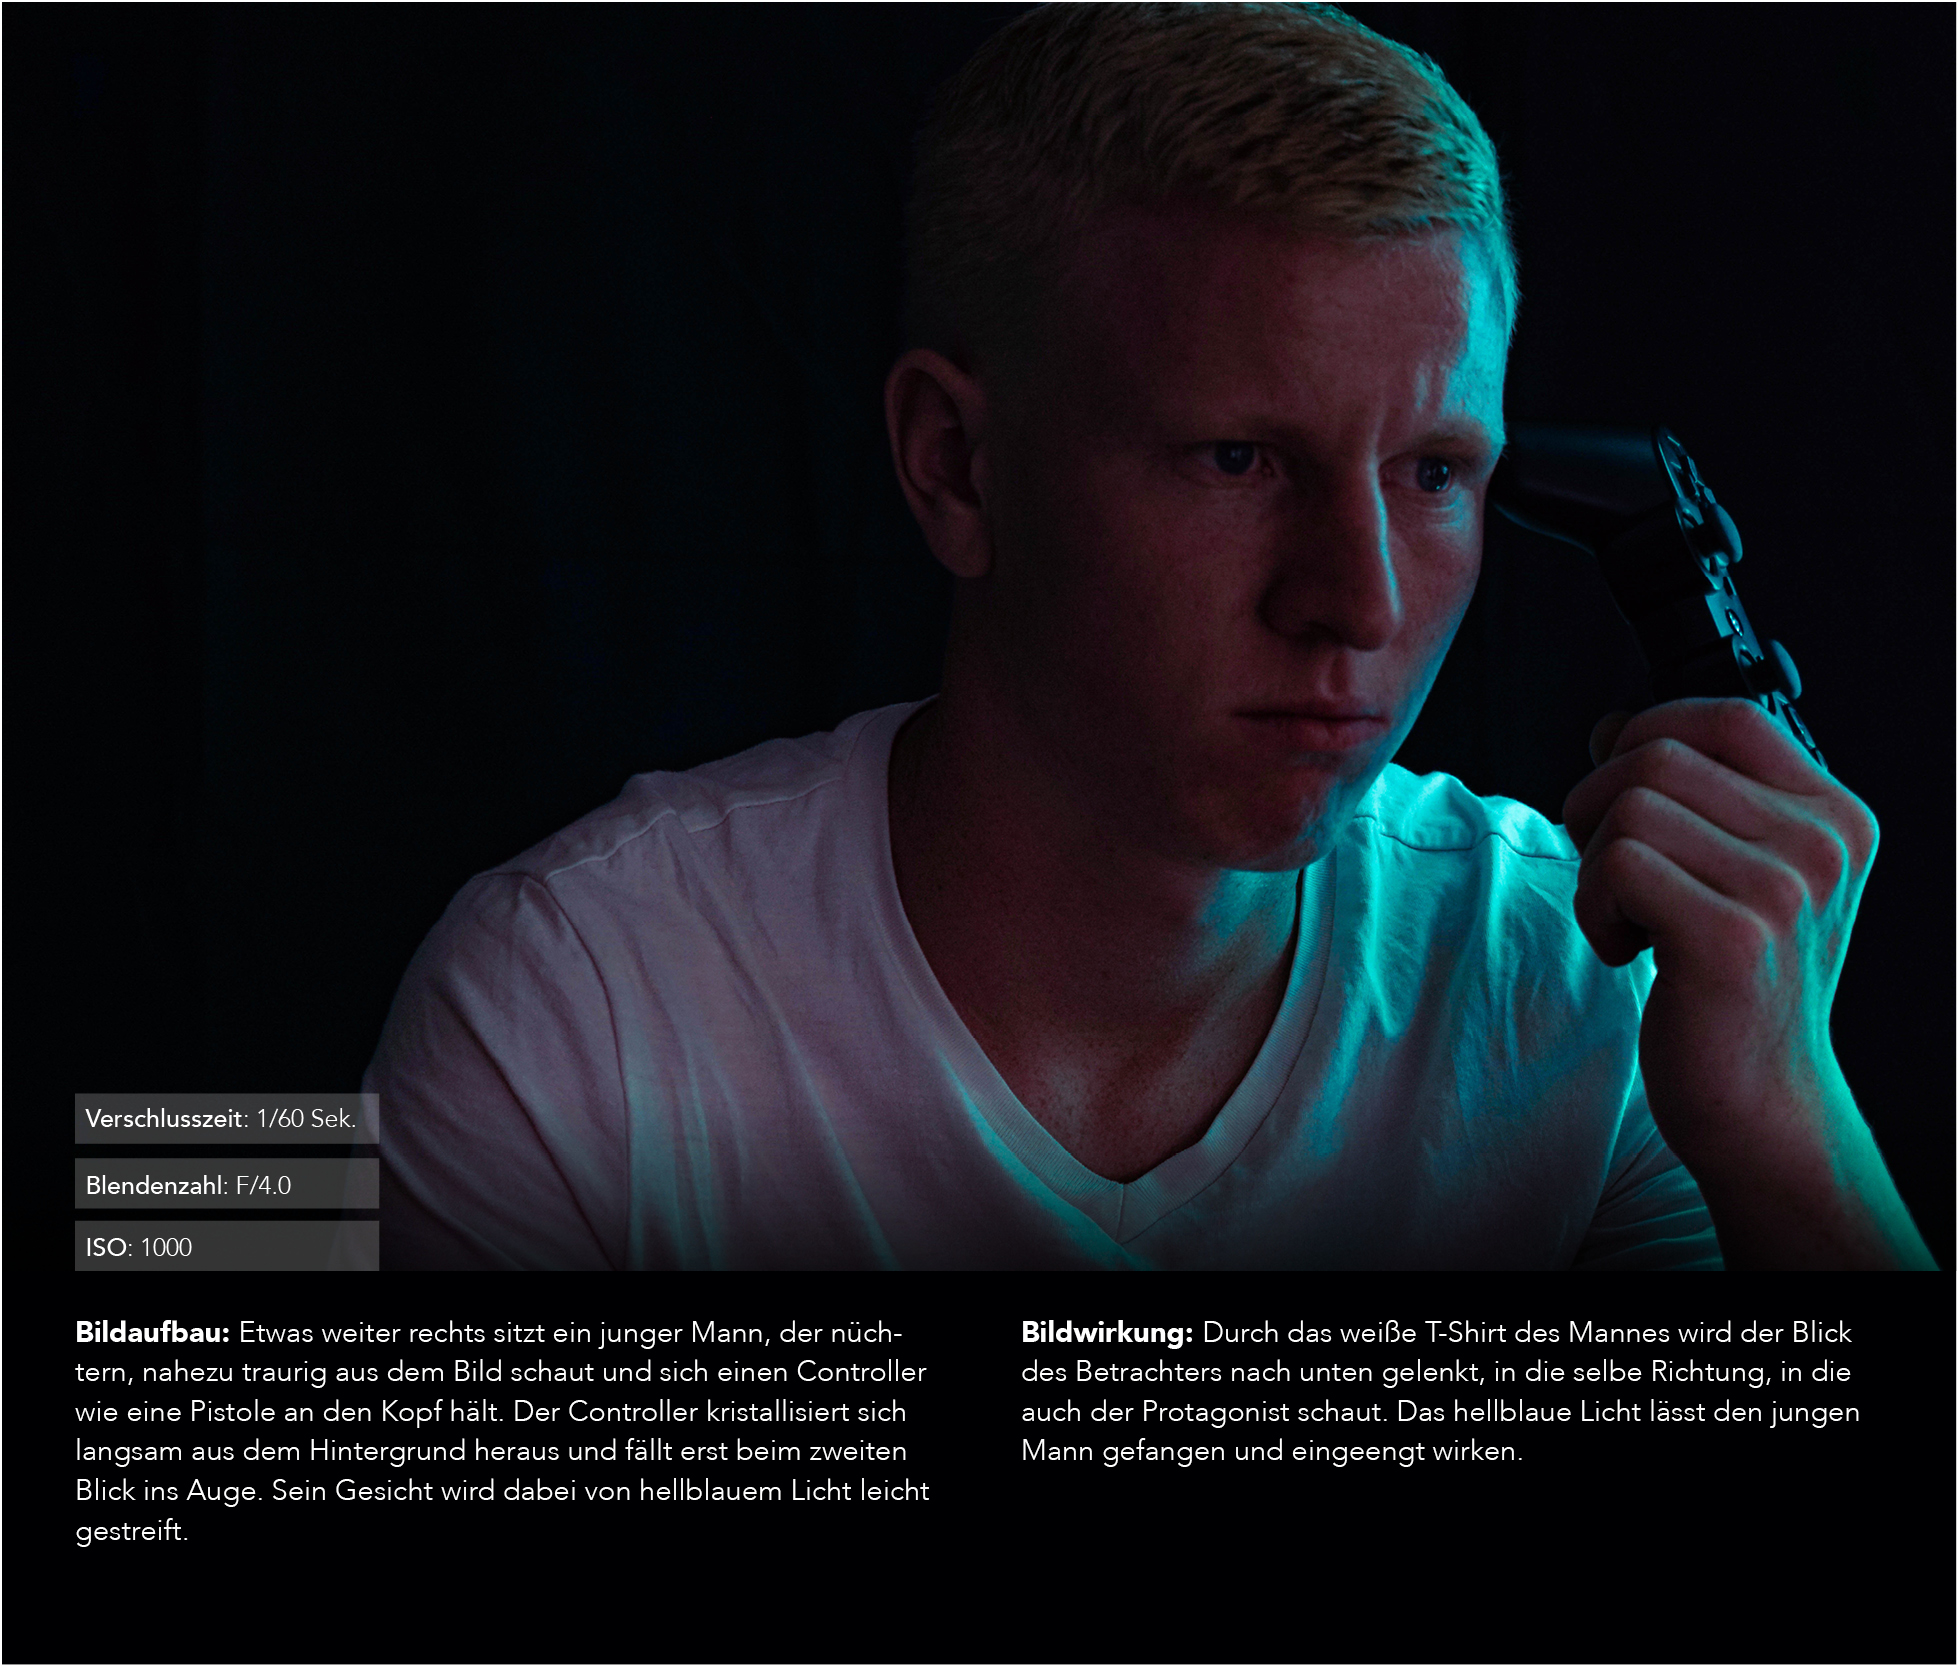 Verschlusszeit: 1/60 Sek.
Blendenzahl: F/4.0
ISO: 1000
Bildaufbau: Etwas weiter rechts sitzt ein junger Mann, der nüch-
tern, nahezu traurig aus dem Bild schaut und sich einen Controller
wie eine Pistole an den Kopf hält. Der Controller kristallisiert sich
langsam aus dem Hintergrund heraus und fällt erst beim zweiten
Blick ins Auge. Sein Gesicht wird dabei von hellblauem Licht leicht
gestreift.
Bildwirkung: Durch das weiße T-Shirt des Mannes wird der Blick
des Betrachters nach unten gelenkt, in die selbe Richtung, in die
auch der Protagonist schaut. Das hellblaue Licht lässt den jungen
Mann gefangen und eingeengt wirken.